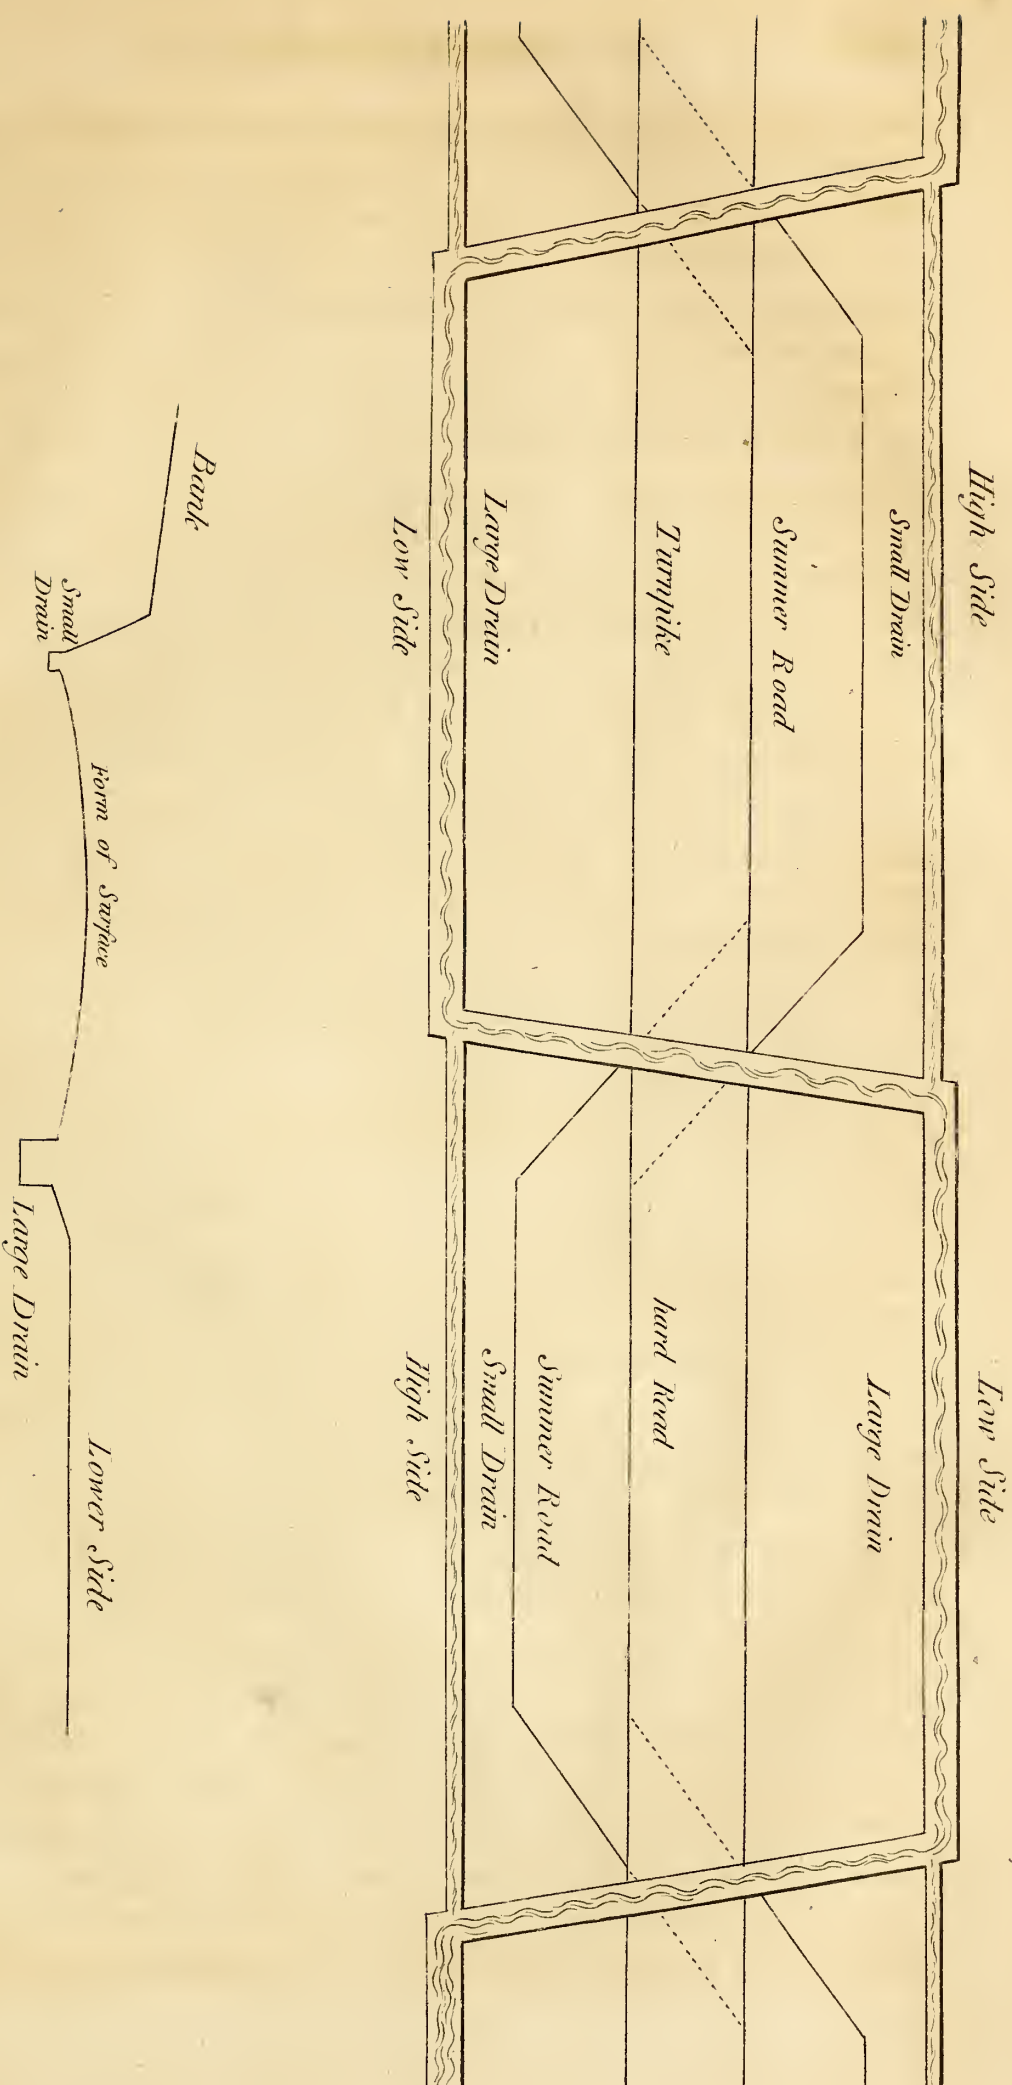 High Side
Small Drain
Summer Road
Turnpike
Large Drain
Low Side
Low Side
Large Drain
hard Road
Summer Road
Small Drain
High Side
Bank
Small
Drain
Form of Surface
Large Drain
Lower Side